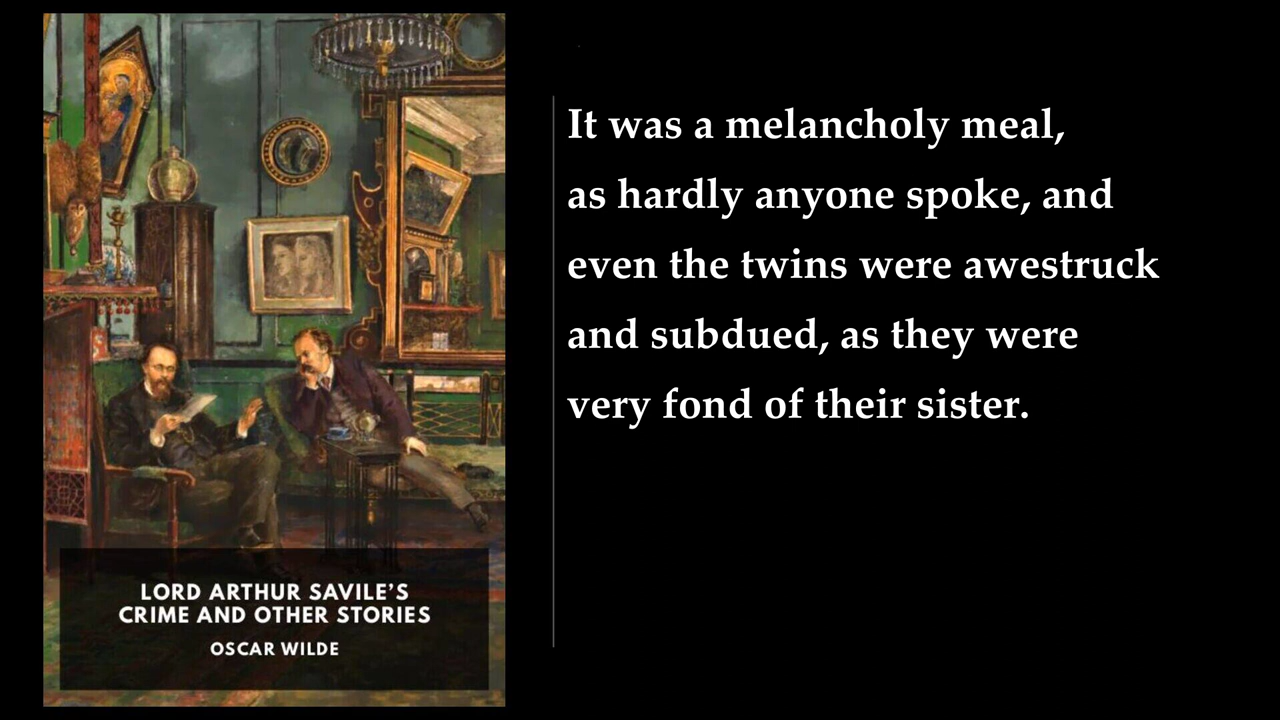 LORD ARTHUR SAVILE’S
CRIME AND OTHER STORIES
OSCAR WILDE
It was a melancholy meal,
as hardly anyone spoke, and
even the twins were awestruck
and subdued, as they were
very fond of their sister.